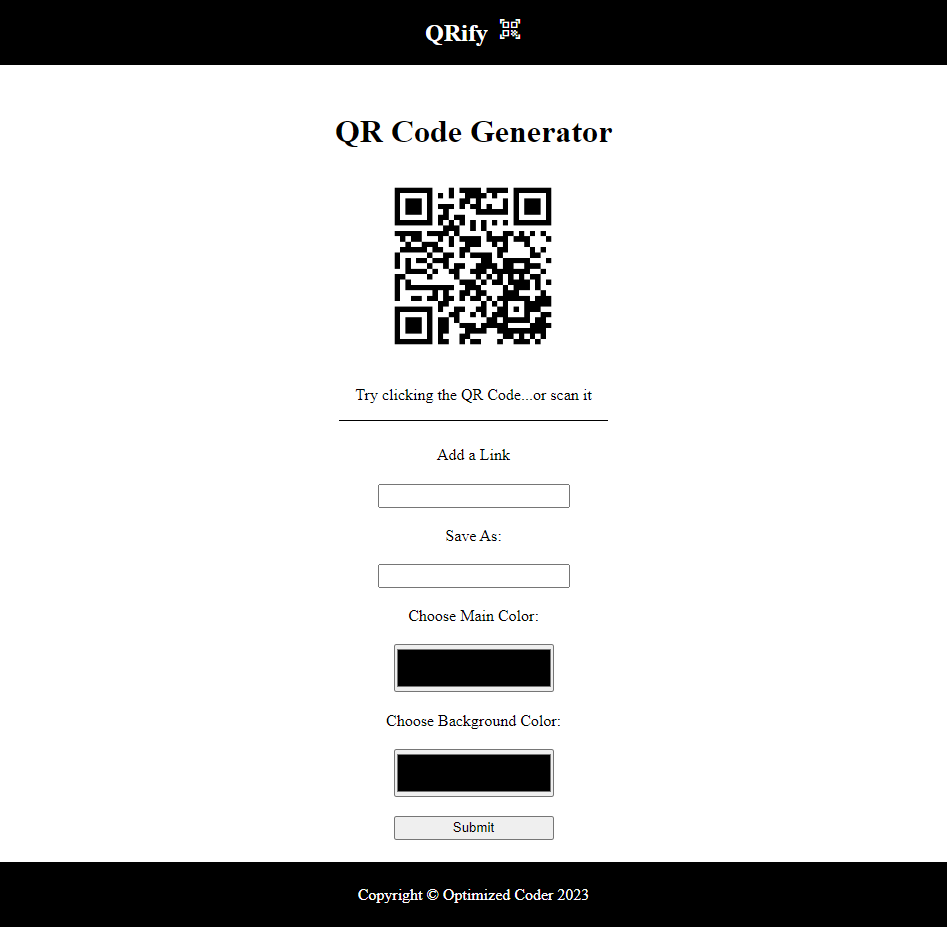 QRify
QR Code Generator
Try clicking the QR Code...or scan it
Add a Link
Save As:
Choose Main Color:
Choose Background Color:
Submit
Copyright © Optimized Coder 2023